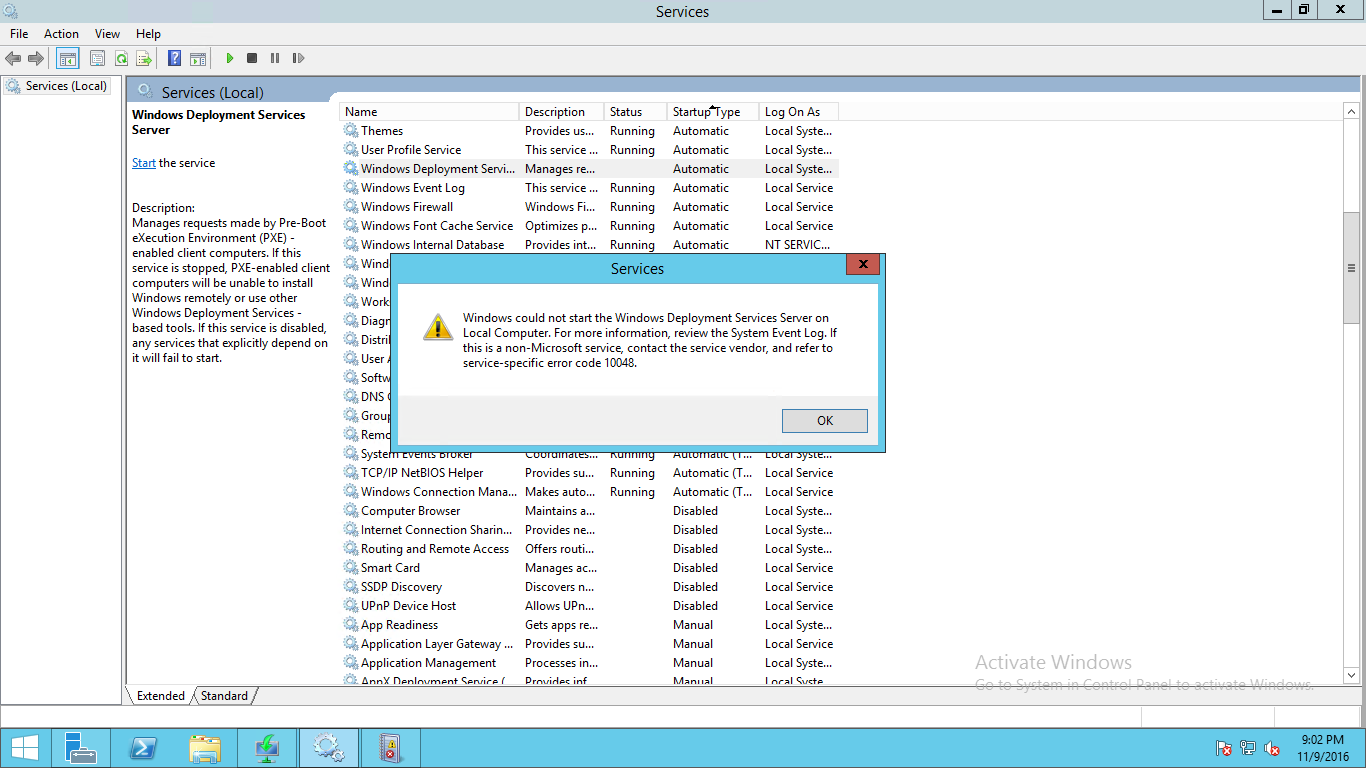 Services
File Action View Help
Services (Local)
Services (Local)
Windows Deployment Services
Server
Start the service
Description:
Manages requests made by Pre-Boot
eXecution Environment (PXE) -
enabled client computers. If this
service is stopped, PXE-enabled client
computers will be unable to install
Windows remotely or use other
Windows Deployment Services -
based tools. If this service is disabled,
any services that explicitly depend on
it will fail to start.
Name Description Status Startup Type Log On As
Themes Provides us... Running Automatic Local Syste...
User Profile Service This service ... Running Automatic Local Syste...
Windows Deployment Servi... Manages re... Automatic Local Syste...
Windows Event Log This service ... Running Automatic Local Service
Windows Firewall Windows Fi... Running Automatic Local Service
Windows Font Cache Service Optimizes p... Running Automatic Local Service
Windows Internal Database Provides int... Running Automatic NT SERVIC...
Wind
Wind
Work
Diagn
Distri
User
Softw
DNS
Group
Remo
System Events Broker Coordinates... Running Automatic (T... Local Syste...
TCP/IP NetBIOS Helper Provides su... Running Automatic (T... Local Service
Windows Connection Mana... Makes auto... Running Automatic (T... Local Service
Computer Browser Maintains a... Disabled Local Syste...
Internet Connection Sharin... Provides ne... Disabled Local Syste...
Routing and Remote Access Offers routi... Disabled Local Syste...
Smart Card Manages ac... Disabled Local Service
SSDP Discovery Discovers n... Disabled Local Service
UPnP Device Host Allows UPn... Disabled Local Service
App Readiness Gets apps re... Manual Local Syste...
Application Layer Gateway ... Provides su... Manual Local Service
Application Management Processes in... Manual Local Syste...
AppX Deployment Service ( Provides inf Manual Local Syste
Services
Windows could not start the Windows Deployment Services Server on
Local Computer. For more information, review the System Event Log. If
this is a non-Microsoft service, contact the service vendor, and refer to
service-specific error code 10048.
OK
Activate Windows
Go to System in Control Panel to activate Windows.
Extended Standard
9:02 PM
11/9/2016